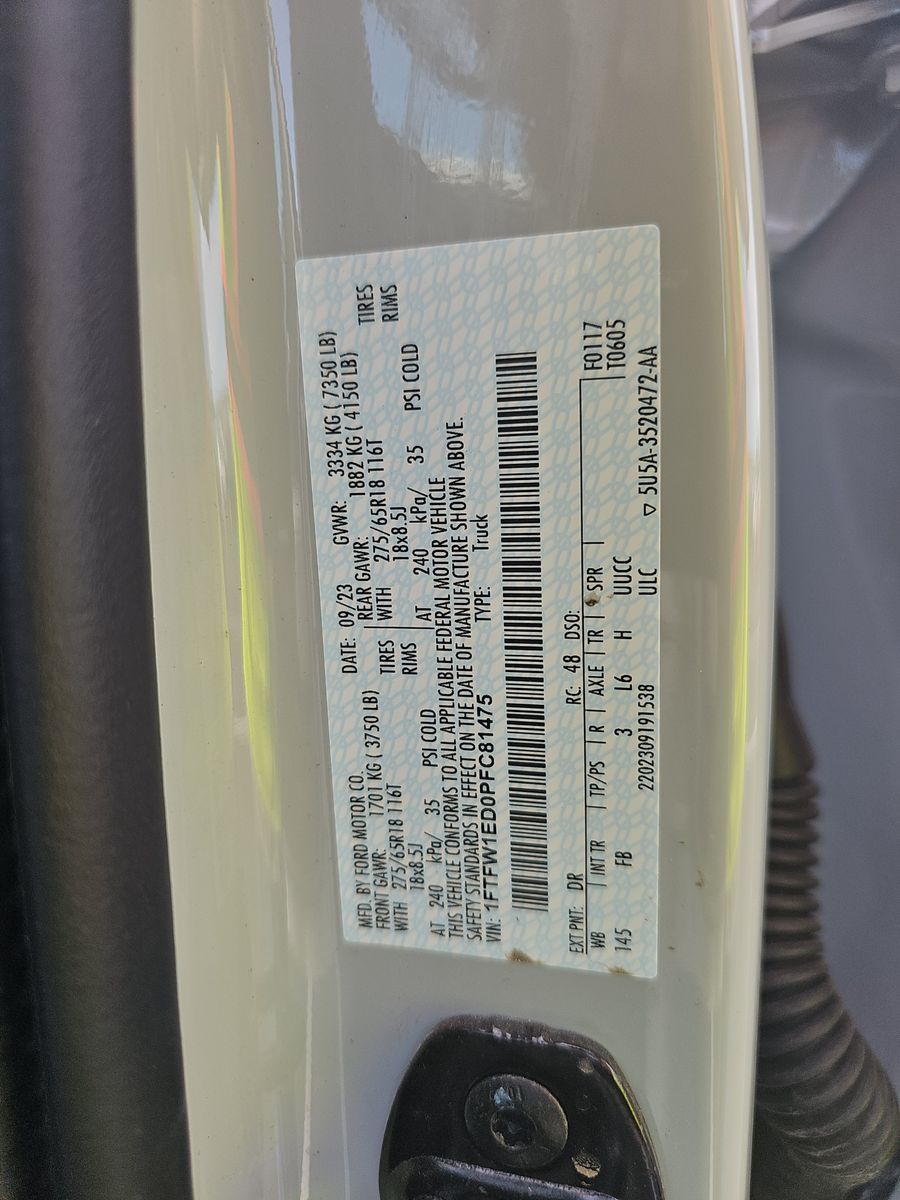 MFD. BY FORD MOTOR CO.
DATE: 09/23 GVWR: 3334 KG ( 7350 LB)
FRONT GAWR: 1701 KG ( 3750 LB) REAR GAWR: 1882 KG ( 4150 LB)
WITH 275/65R18 116T TIRES WITH 275/65R18 116T TIRES
18x8.5J RIMS 18x8.5J RIMS
AT 240 kPa/ 35 PSI COLD AT 240 kPa/ 35 PSI COLD
THIS VEHICLE CONFORMS TO ALL APPLICABLE FEDERAL MOTOR VEHICLE
SAFETY STANDARDS IN EFFECT ON THE DATE OF MANUFACTURE SHOWN ABOVE.
VIN: 1FTFW1ED0PFC81475 TYPE: Truck
EXT PNT: DR RC: 48 DSO: F0117
WB INT TR TP/PS R AXLE TR SPR T0605
145 FB 3 L6 H UUCC
2202309191538 ULC ▽ 5U5A-3520472-AA